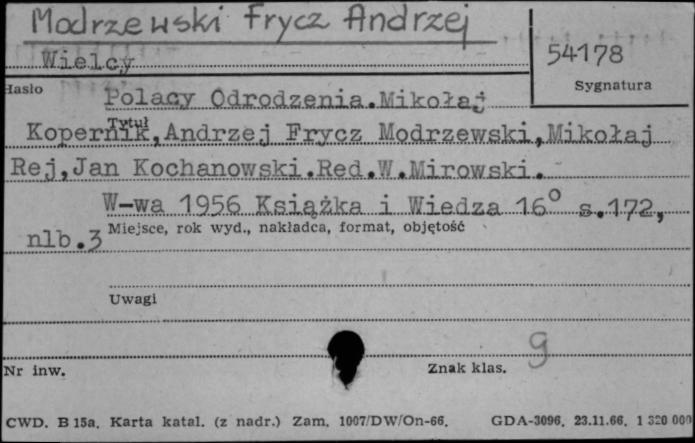 Modrzewski Frycz Andrzej
Wielcy
54178
Hasło
Sygnatura
Polacy Odrodzenia.Mikołaj
Tytuł
Kopernik,Andrzej Frycz Modrzewski,Mikołaj
Rej,Jan Kochanowski.Red.W.Mirowski.
W-wa 1956 Książka i Wiedza 16° s.172,
Miejsce, rok wyd., nakładca, format, objętość
nlb.3
Uwagi
9
Nr inw.
Znak klas.
CWD. B 15a. Karta katal. (z nadr.) Zam. 1007/DW/On-66. GDA-3096. 23.11.66. 1 320 000